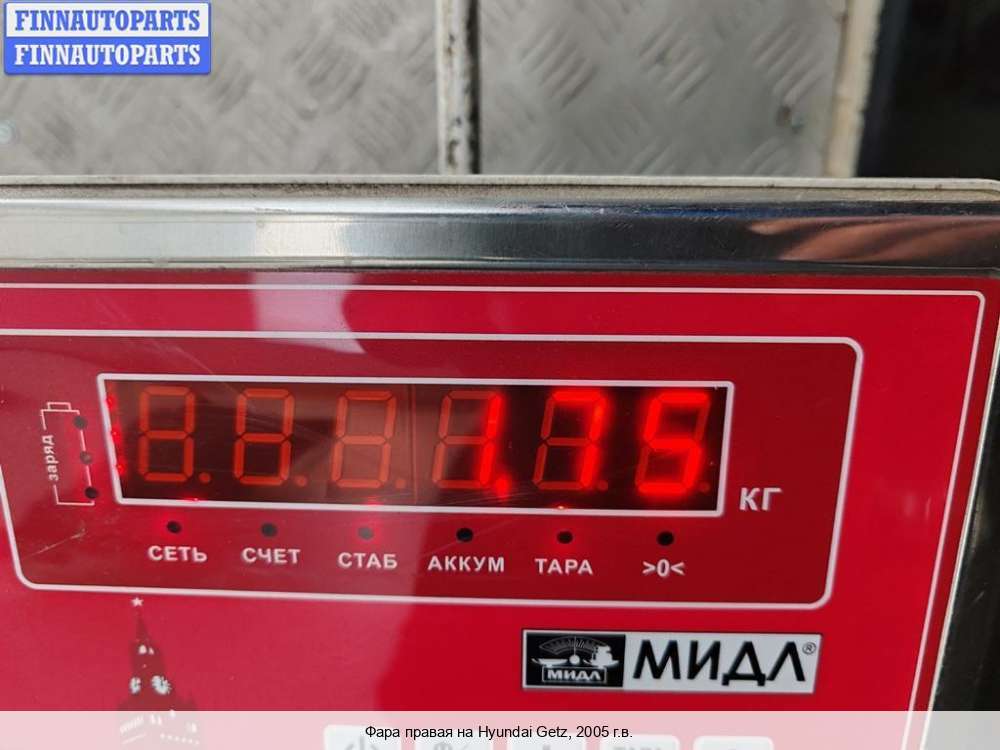 FINNAUTOPARTS
FINNAUTOPARTS
1.75
КГ
заряд
СЕТЬ СЧЕТ СТАБ АККУМ ТАРА >0<
МИДЛ МИДЛ®
Фара правая на Hyundai Getz, 2005 г.в.